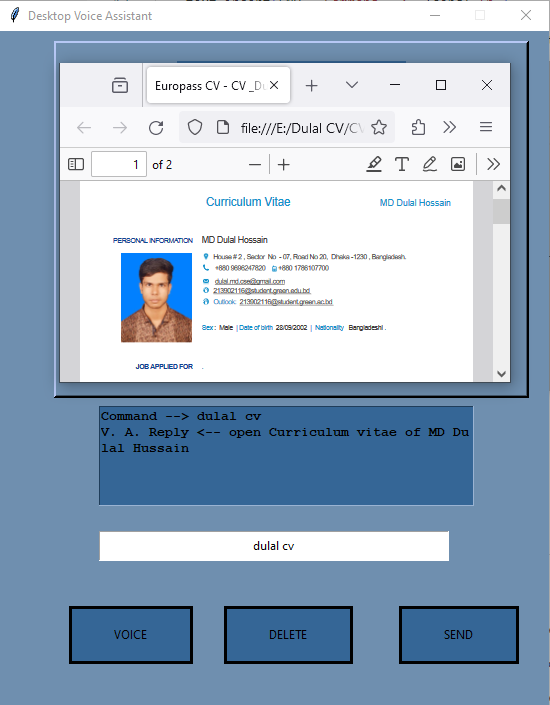 Desktop Voice Assistant
Europass CV - CV _Du
file:///E:/Dulal CV/CV
1 of 2
Curriculum Vitae MD Dulal Hossain
PERSONAL INFORMATION MD Dulal Hossain
House # 2 , Sector No - 07, Road No 20, Dhaka -1230 , Bangladesh.
+880 9696247820 +880 1786107700
dulal.md.cse@gmail.com
213902116@student.green.edu.bd
Outlook: 213902116@student.green.ac.bd
Sex : Male | Date of birth 28/09/2002 | Nationality Bangladeshi .
JOB APPLIED FOR .
Command --> dulal cv
V. A. Reply <-- open Curriculum vitae of MD Du
lal Hussain
dulal cv
VOICE DELETE SEND